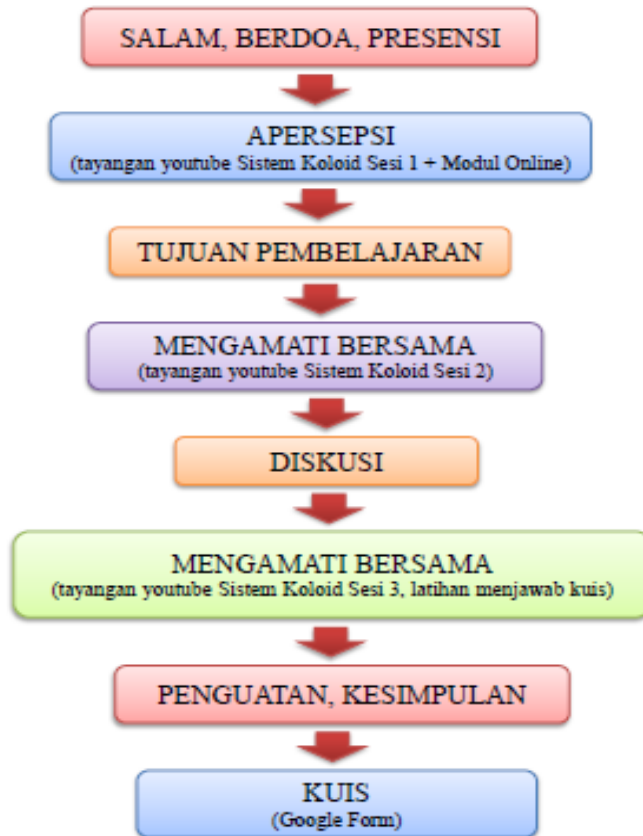 SALAM, BERDOA, PRESENSI
APERSEPSI
(tayangan youtube Sistem Koloid Sesi 1 + Modul Online)
TUJUAN PEMBELAJARAN
MENGAMATI BERSAMA
(tayangan youtube Sistem Koloid Sesi 2)
DISKUSI
MENGAMATI BERSAMA
(tayangan youtube Sistem Koloid Sesi 3, latihan menjawab kuis)
PENGUATAN, KESIMPULAN
KUIS
(Google Form)